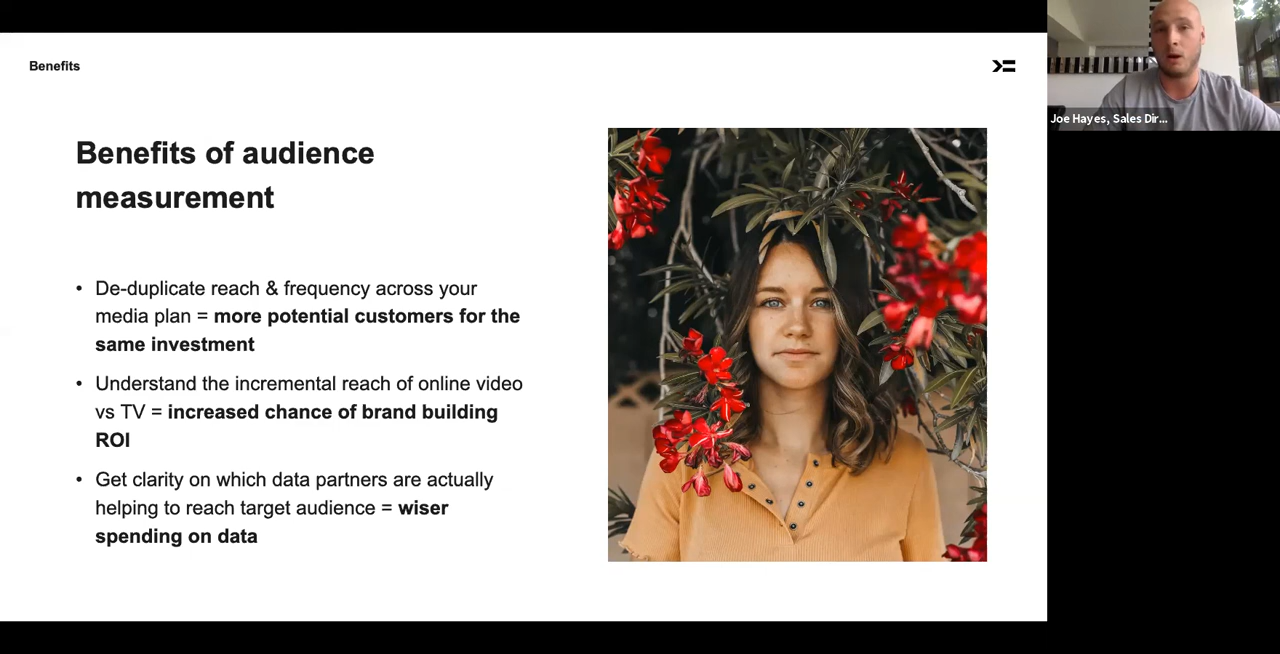 Benefits
Joe Hayes, Sales Dir...
Benefits of audience
measurement
• De-duplicate reach & frequency across your
media plan = more potential customers for the
same investment
• Understand the incremental reach of online video
vs TV = increased chance of brand building
ROI
• Get clarity on which data partners are actually
helping to reach target audience = wiser
spending on data